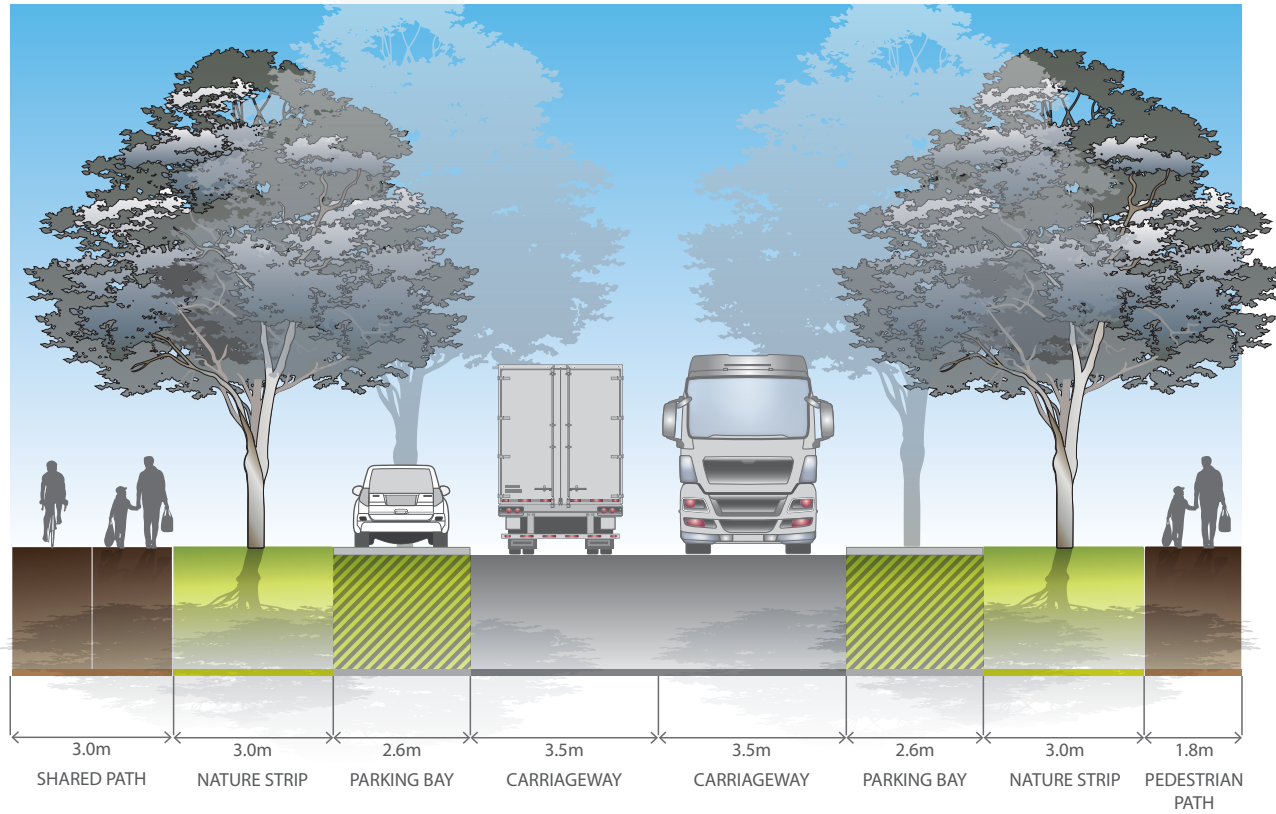 3.0m 3.0m 2.6m 3.5m 3.5m 2.6m 3.0m 1.8m
SHARED PATH NATURE STRIP PARKING BAY CARRIAGEWAY CARRIAGEWAY PARKING BAY NATURE STRIP PEDESTRIAN
PATH